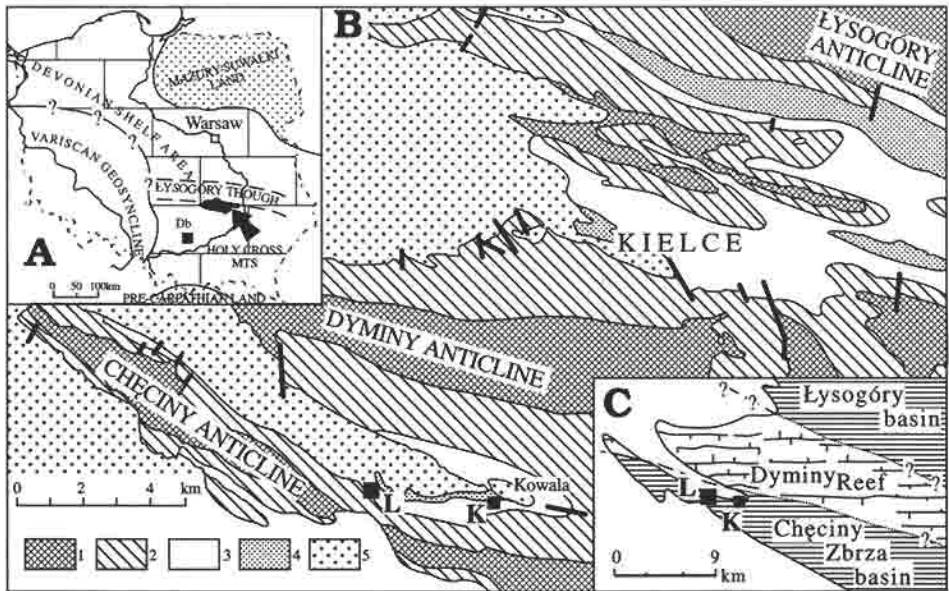 A
DEVONIAN SHELF AREA
MAZURY-SUWAŁKI
LAND
Warsaw
VARISCAN GEOSYNCLINE
ŁYSOGÓRY THOUGH
Db
HOLY CROSS
MTS
PRE-CARPATHIAN LAND
0 50 100km
? ? ? ?
B
ŁYSOGÓRY
ANTICLINE
KIELCE
DYMINY ANTICLINE
CHĘCINY ANTICLINE
Kowala
L
K
0 2 4
km
1 2 3 4 5
C
?-?-
Łysogóry
basin
Dyminy Reef
?
L
K
Chęciny
Zbrza
basin
?
0 9
km